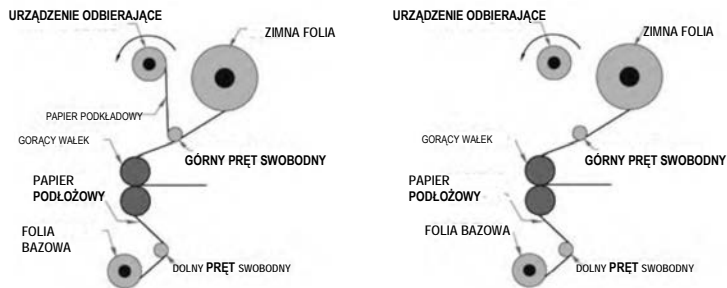 URZĄDZENIE ODBIERAJĄCE
ZIMNA FOLIA
PAPIER PODKŁADOWY
GORĄCY WAŁEK
GÓRNY PRĘT SWOBODNY
PAPIER
PODŁOŻOWY
FOLIA
BAZOWA
DOLNY PRĘT SWOBODNY
URZĄDZENIE ODBIERAJĄCE
ZIMNA FOLIA
GORĄCY WAŁEK
GÓRNY PRĘT SWOBODNY
PAPIER
PODŁOŻOWY
FOLIA BAZOWA
DOLNY PRĘT SWOBODNY